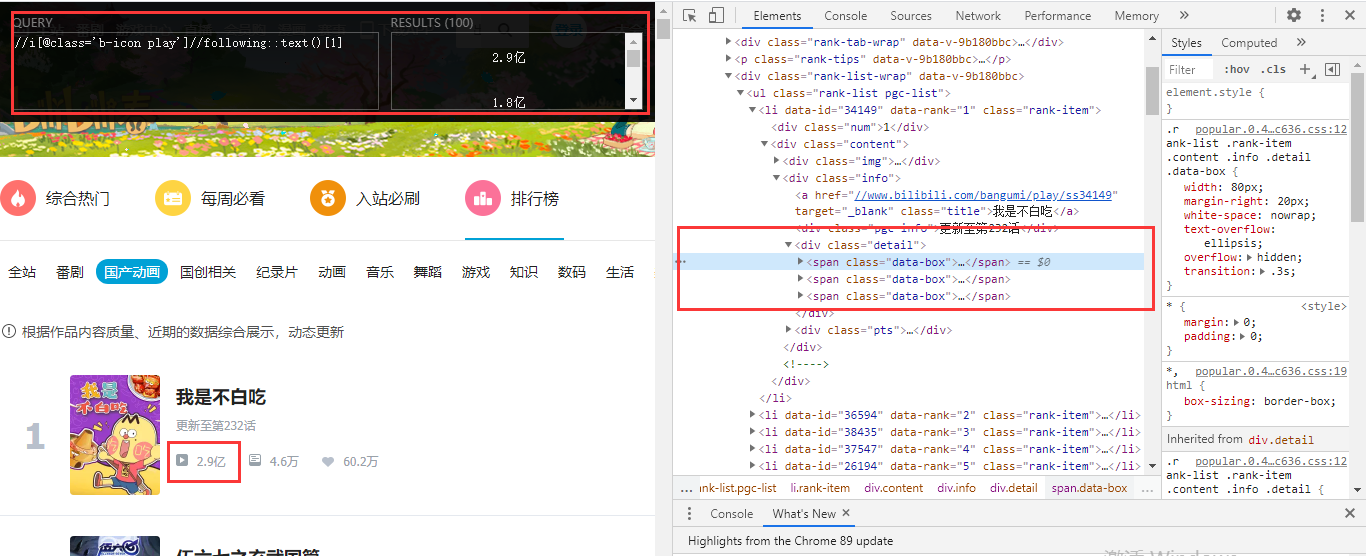 QUERY
//i[@class='b-icon play']//following::text()[1]
RESULTS (100)
2.9亿
1.8亿
综合热门
每周必看
入站必刷
排行榜
全站 番剧 国产动画 国创相关 纪录片 动画 音乐 舞蹈 游戏 知识 数码 生活
根据作品内容质量、近期的数据综合展示，动态更新
1
我是不白吃
我是不白吃
更新至第232话
2.9亿 4.6万 60.2万
Elements Console Sources Network Performance Memory »
<div class="rank-tab-wrap" data-v-9b180bbc>…</div>
<p class="rank-tips" data-v-9b180bbc>…</p>
<div class="rank-list-wrap" data-v-9b180bbc>
<ul class="rank-list pgc-list">
<li data-id="34149" data-rank="1" class="rank-item">
<div class="num">1</div>
<div class="content">
<div class="img">…</div>
<div class="info">
<a href="//www.bilibili.com/bangumi/play/ss34149"
target="_blank" class="title">我是不白吃</a>
<div class="pgc-info">更新至第232话</div>
<div class="detail">
<span class="data-box">…</span> == $0
<span class="data-box">…</span>
<span class="data-box">…</span>
</div>
<div class="pts">…</div>
</div>
<!---->
</div>
</li>
<li data-id="36594" data-rank="2" class="rank-item">…</li>
<li data-id="38435" data-rank="3" class="rank-item">…</li>
<li data-id="37547" data-rank="4" class="rank-item">…</li>
<li data-id="26194" data-rank="5" class="rank-item">…</li>
… ank-list.pgc-list li.rank-item div.content div.info div.detail span.data-box …
Styles Computed »
Filter :hov .cls +
element.style {
}
.r popular.0.4…c636.css:12
ank-list .rank-item
.content .info .detail
.data-box {
width: 80px;
margin-right: 20px;
white-space: nowrap;
text-overflow:
ellipsis;
overflow: hidden;
transition: .3s;
}
* { <style>
margin: 0;
padding: 0;
}
*, popular.0.4…c636.css:19
html {
box-sizing: border-box;
}
Inherited from div.detail
.r popular.0.4…c636.css:12
ank-list .rank-item
.content .info .detail {
Console What's New ×
Highlights from the Chrome 89 update